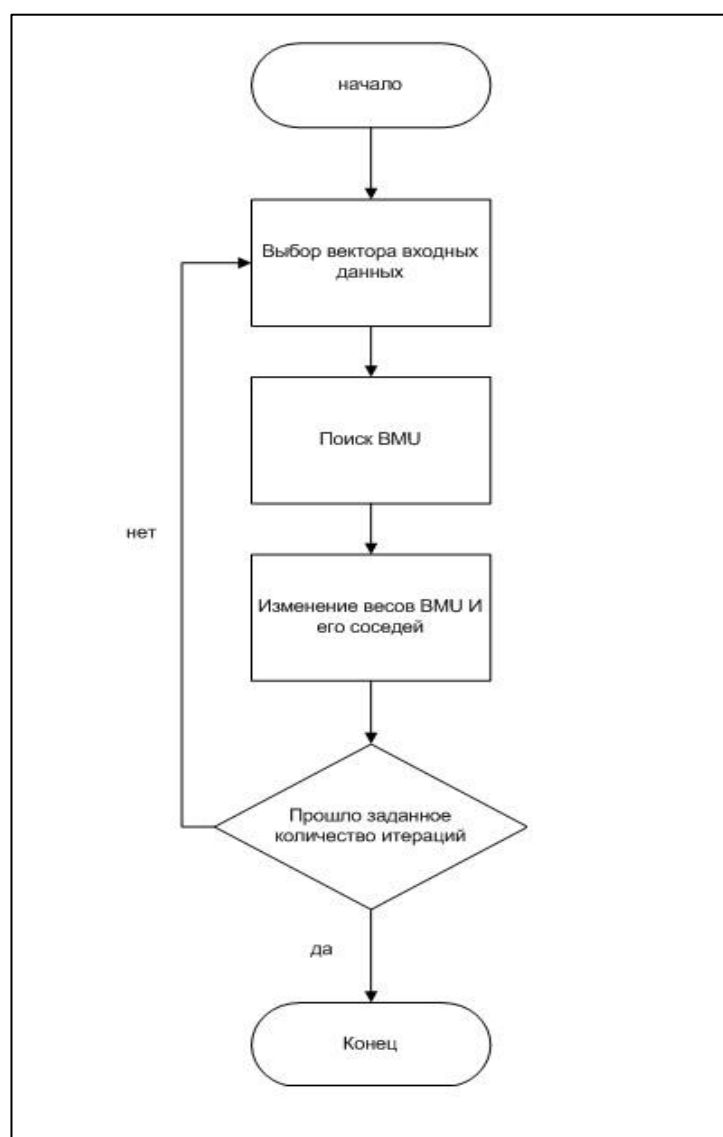 начало
Выбор вектора входных
данных
Поиск BMU
нет
Изменение весов BMU И
его соседей
Прошло заданное
количество итераций
да
Конец